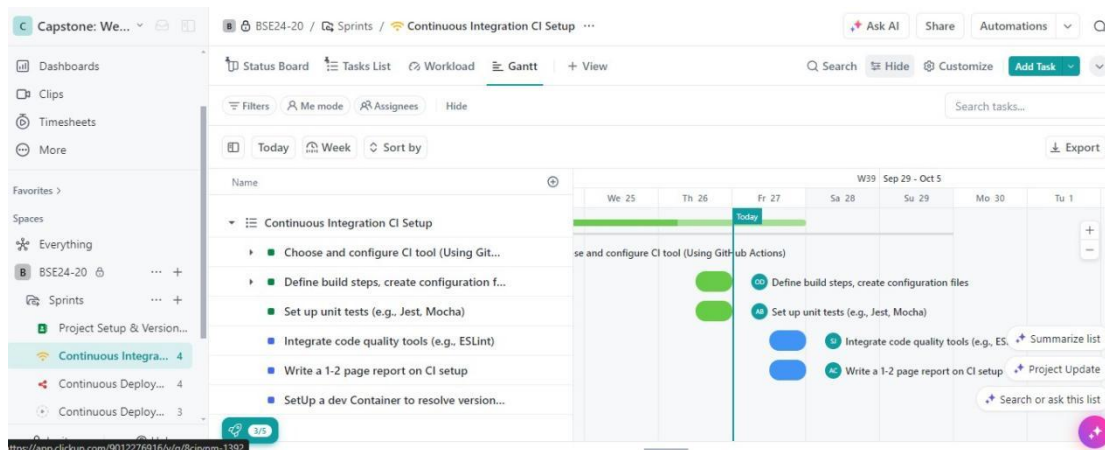 C Capstone: We...
B BSE24-20 / Sprints / Continuous Integration CI Setup ...
Ask AI Share Automations
Dashboards
Clips
Timesheets
More
Favorites >
Spaces
Everything
B BSE24-20 ... +
Sprints ... +
Project Setup & Version...
Continuous Integra... 4
Continuous Deploy... 4
Continuous Deploy... 3
Status Board Tasks List Workload Gantt + View
Search Hide Customize Add Task
Filters Me mode Assignees Hide
Search tasks...
Today Week Sort by
Export
Name
W39 Sep 29 - Oct 5
We 25 Th 26 Fr 27 Sa 28 Su 29 Mo 30 Tu 1
Today
Continuous Integration CI Setup
Choose and configure CI tool (Using Git...
se and configure CI tool (Using GitHub Actions)
Define build steps, create configuration f...
OD Define build steps, create configuration files
Set up unit tests (e.g., Jest, Mocha)
AB Set up unit tests (e.g., Jest, Mocha)
Integrate code quality tools (e.g., ESLint)
SI Integrate code quality tools (e.g., ES.
Summarize list
Write a 1-2 page report on CI setup
AC Write a 1-2 page report on CI setup
Project Update
SetUp a dev Container to resolve version...
Search or ask this list
3/5